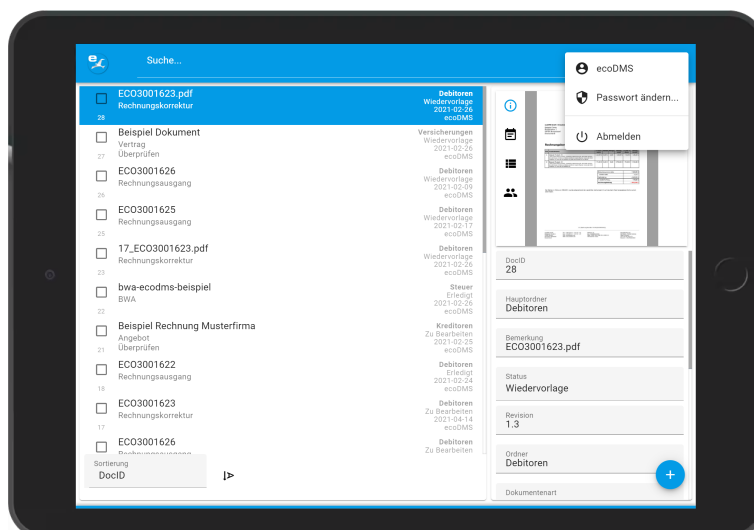 Suche...
ecoDMS
Passwort ändern...
Abmelden
ECO3001623.pdf
Rechnungskorrektur
28
Debitoren
Wiedervorlage
2021-02-26
ecoDMS
Beispiel Dokument
Vertrag
Überprüfen
27
Versicherungen
Wiedervorlage
2021-02-26
ecoDMS
ECO3001626
Rechnungsausgang
26
Debitoren
Wiedervorlage
2021-02-09
ecoDMS
ECO3001625
Rechnungsausgang
25
Debitoren
Wiedervorlage
2021-02-17
ecoDMS
17_ECO3001623.pdf
Rechnungskorrektur
23
Debitoren
Wiedervorlage
2021-02-26
ecoDMS
bwa-ecodms-beispiel
BWA
22
Steuer
Erledigt
2021-02-26
ecoDMS
Beispiel Rechnung Musterfirma
Angebot
Überprüfen
21
Kreditoren
Zu Bearbeiten
2021-02-25
ecoDMS
ECO3001622
Rechnungsausgang
18
Debitoren
Erledigt
2021-02-24
ecoDMS
ECO3001623
Rechnungskorrektur
17
Debitoren
Zu Bearbeiten
2021-04-14
ecoDMS
ECO3001626
Rechnungsausgang
Debitoren
Zu Bearbeiten
Sortierung
DocID
DocID
28
Hauptordner
Debitoren
Bemerkung
ECO3001623.pdf
Status
Wiedervorlage
Revision
1.3
Ordner
Debitoren
Dokumentenart